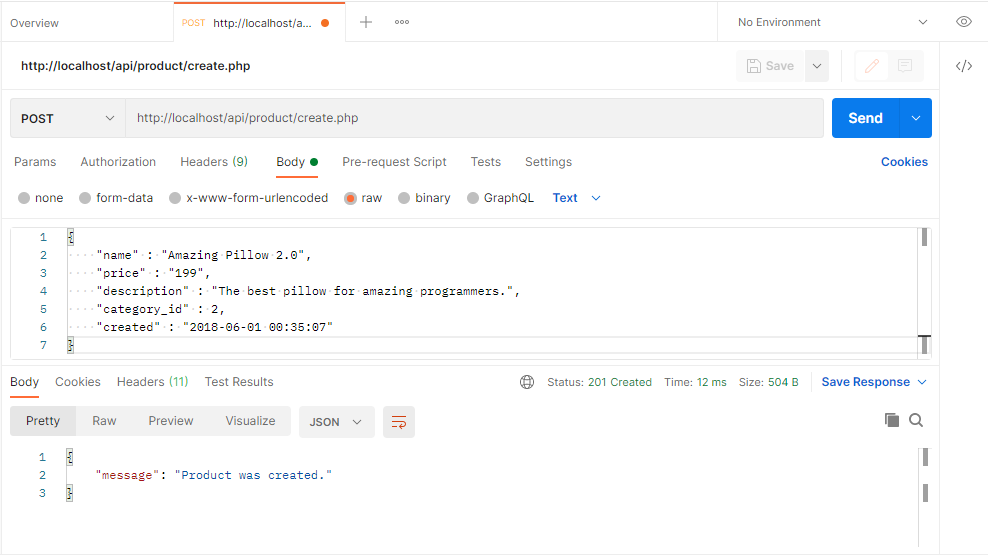 Overview
POST http://localhost/a...
No Environment
http://localhost/api/product/create.php
Save
POST http://localhost/api/product/create.php Send
Params Authorization Headers (9) Body Pre-request Script Tests Settings Cookies
none form-data x-www-form-urlencoded raw binary GraphQL Text
1 {
2 "name" : "Amazing Pillow 2.0",
3 "price" : "199",
4 "description" : "The best pillow for amazing programmers.",
5 "category_id" : 2,
6 "created" : "2018-06-01 00:35:07"
7 }
Body Cookies Headers (11) Test Results Status: 201 Created Time: 12 ms Size: 504 B Save Response
Pretty Raw Preview Visualize JSON
1 {
2 "message": "Product was created."
3 }